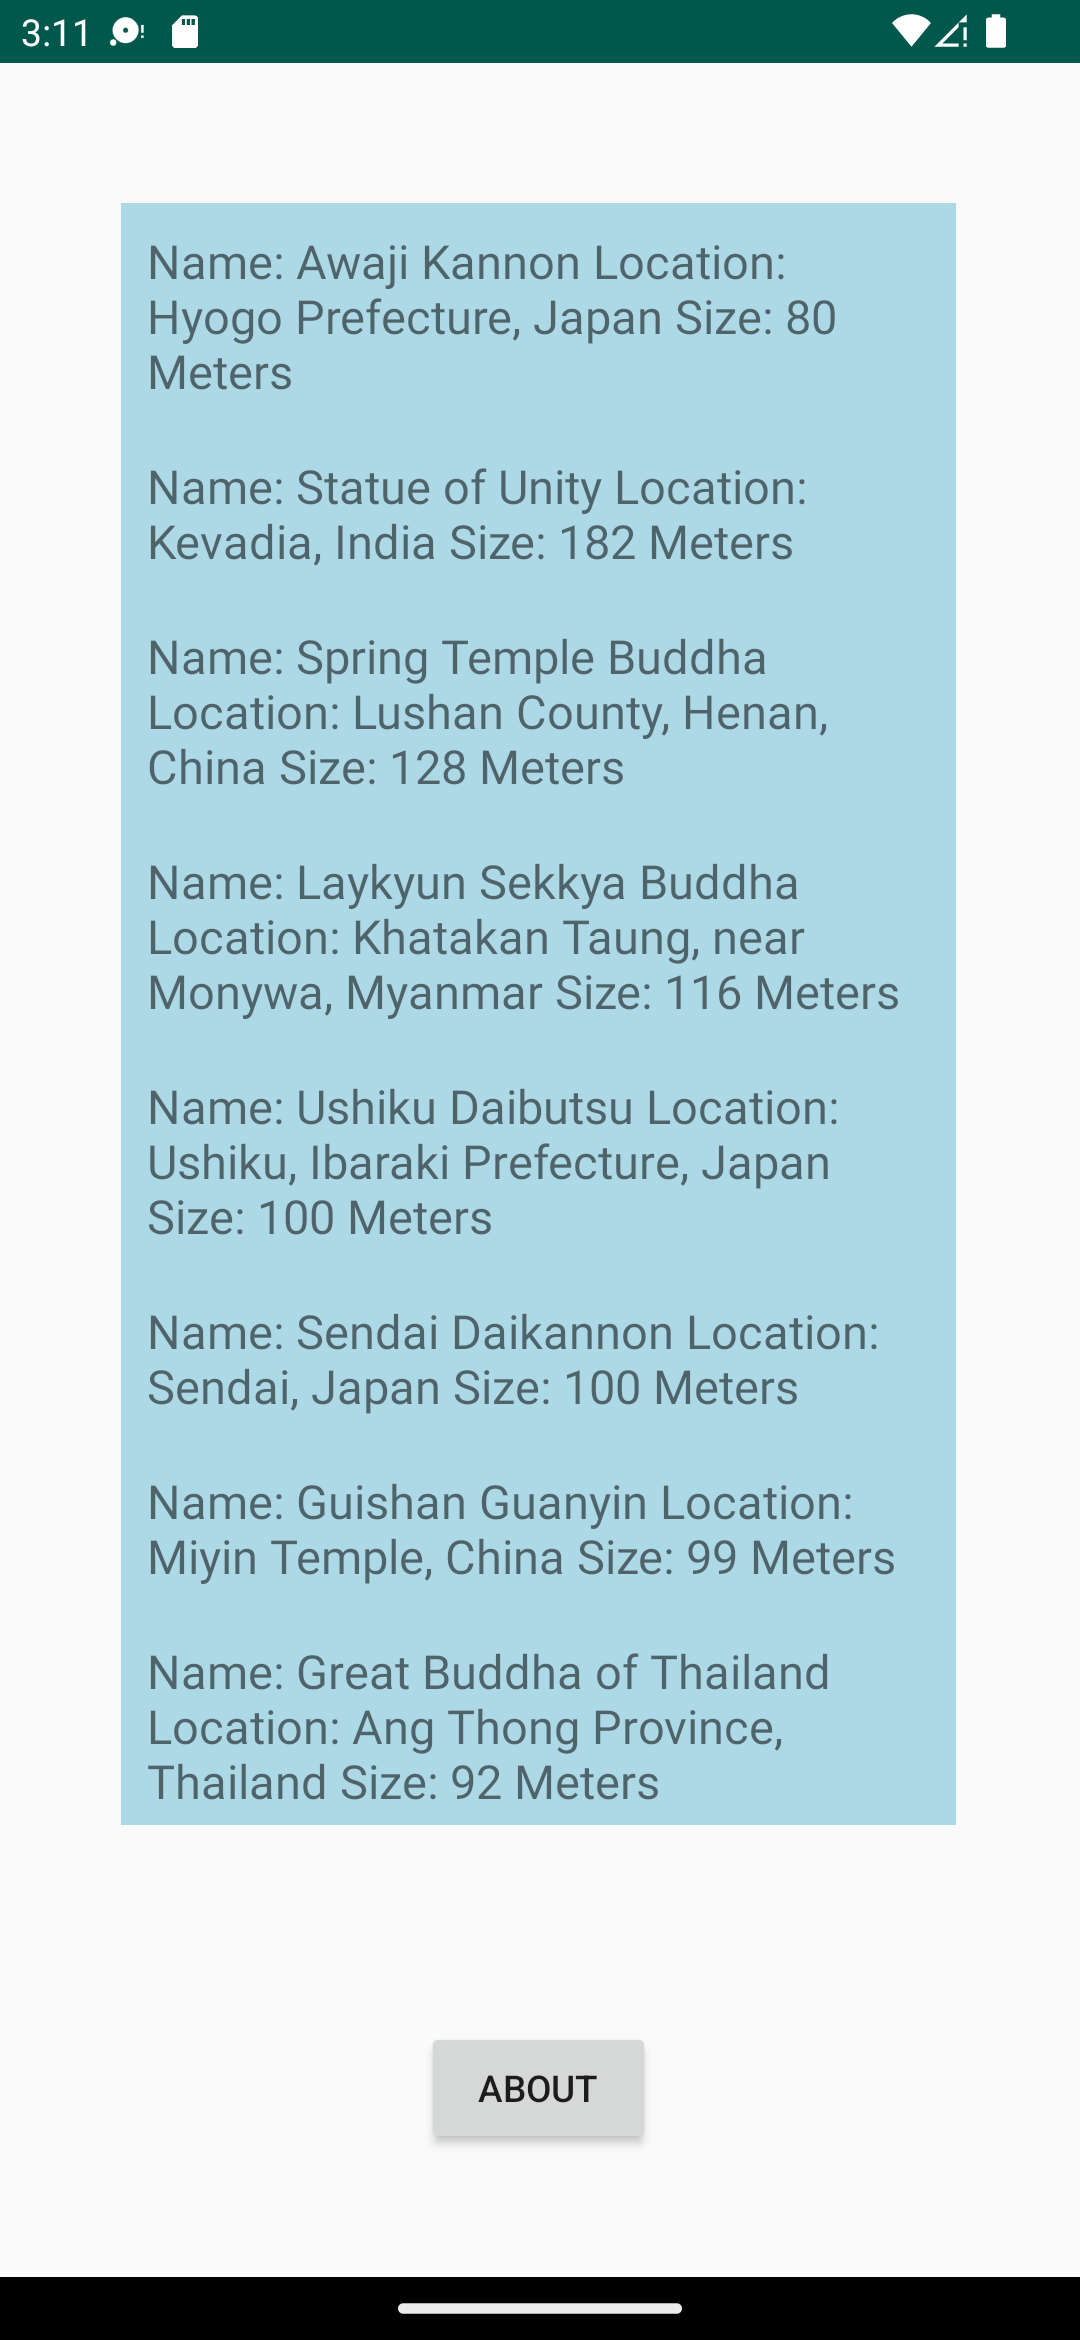 3:11
Name: Awaji Kannon Location:
Hyogo Prefecture, Japan Size: 80
Meters
Name: Statue of Unity Location:
Kevadia, India Size: 182 Meters
Name: Spring Temple Buddha
Location: Lushan County, Henan,
China Size: 128 Meters
Name: Laykyun Sekkya Buddha
Location: Khatakan Taung, near
Monywa, Myanmar Size: 116 Meters
Name: Ushiku Daibutsu Location:
Ushiku, Ibaraki Prefecture, Japan
Size: 100 Meters
Name: Sendai Daikannon Location:
Sendai, Japan Size: 100 Meters
Name: Guishan Guanyin Location:
Miyin Temple, China Size: 99 Meters
Name: Great Buddha of Thailand
Location: Ang Thong Province,
Thailand Size: 92 Meters
ABOUT